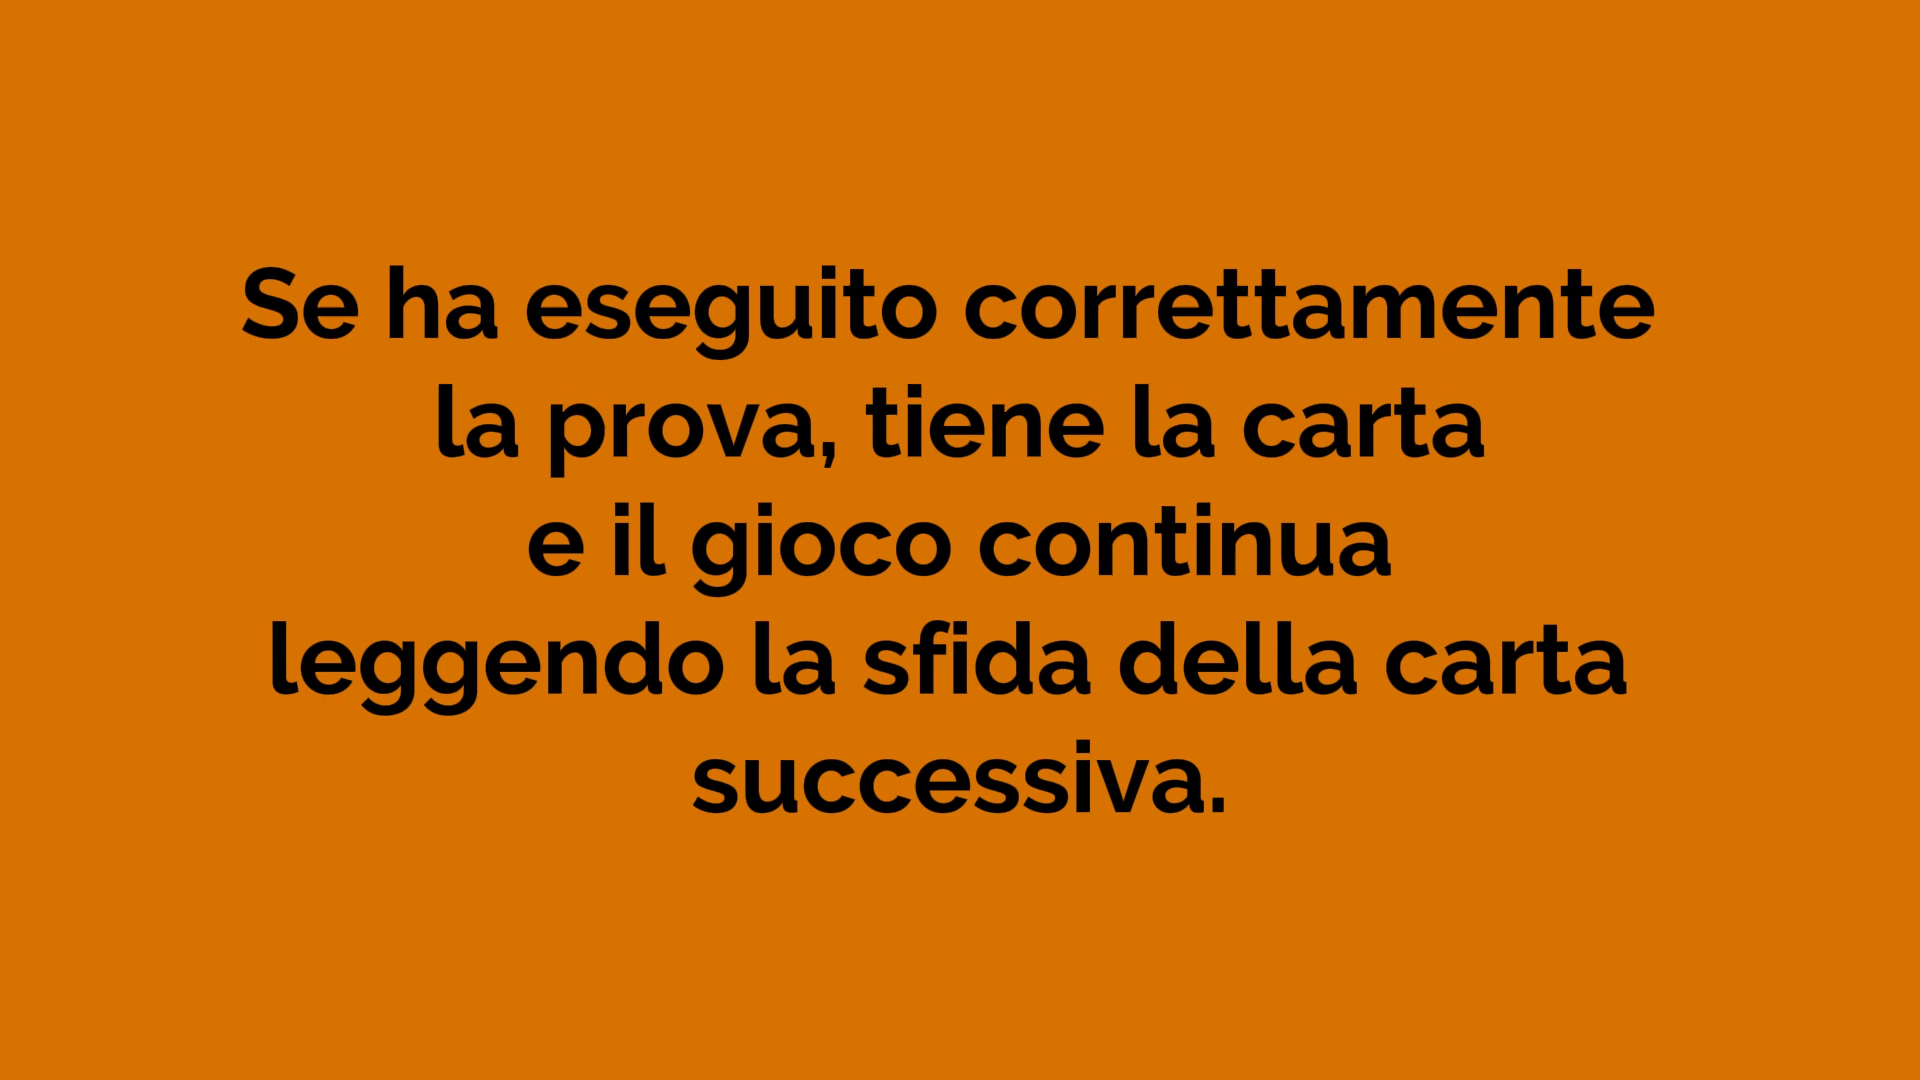 Se ha eseguito correttamente
la prova, tiene la carta
e il gioco continua
leggendo la sfida della carta
successiva.